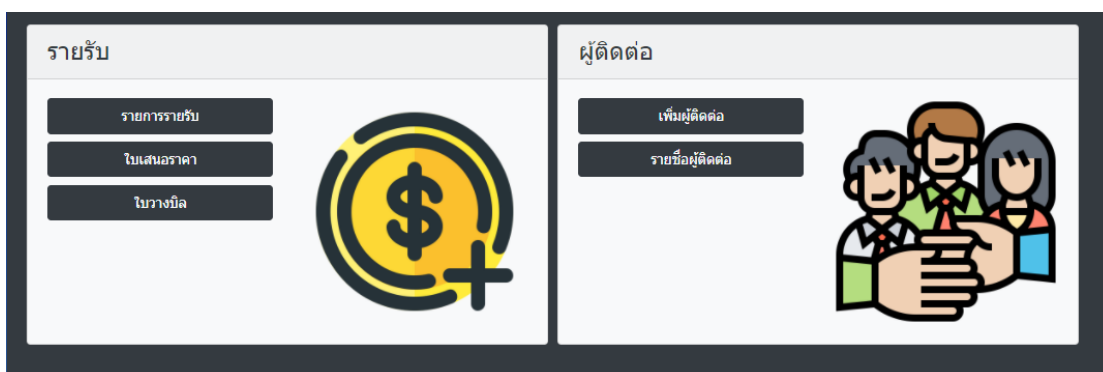 รายรับ
รายการรายรับ
ใบเสนอราคา
ใบวางบิล
ผู้ติดต่อ
เพิ่มผู้ติดต่อ
รายชื่อผู้ติดต่อ